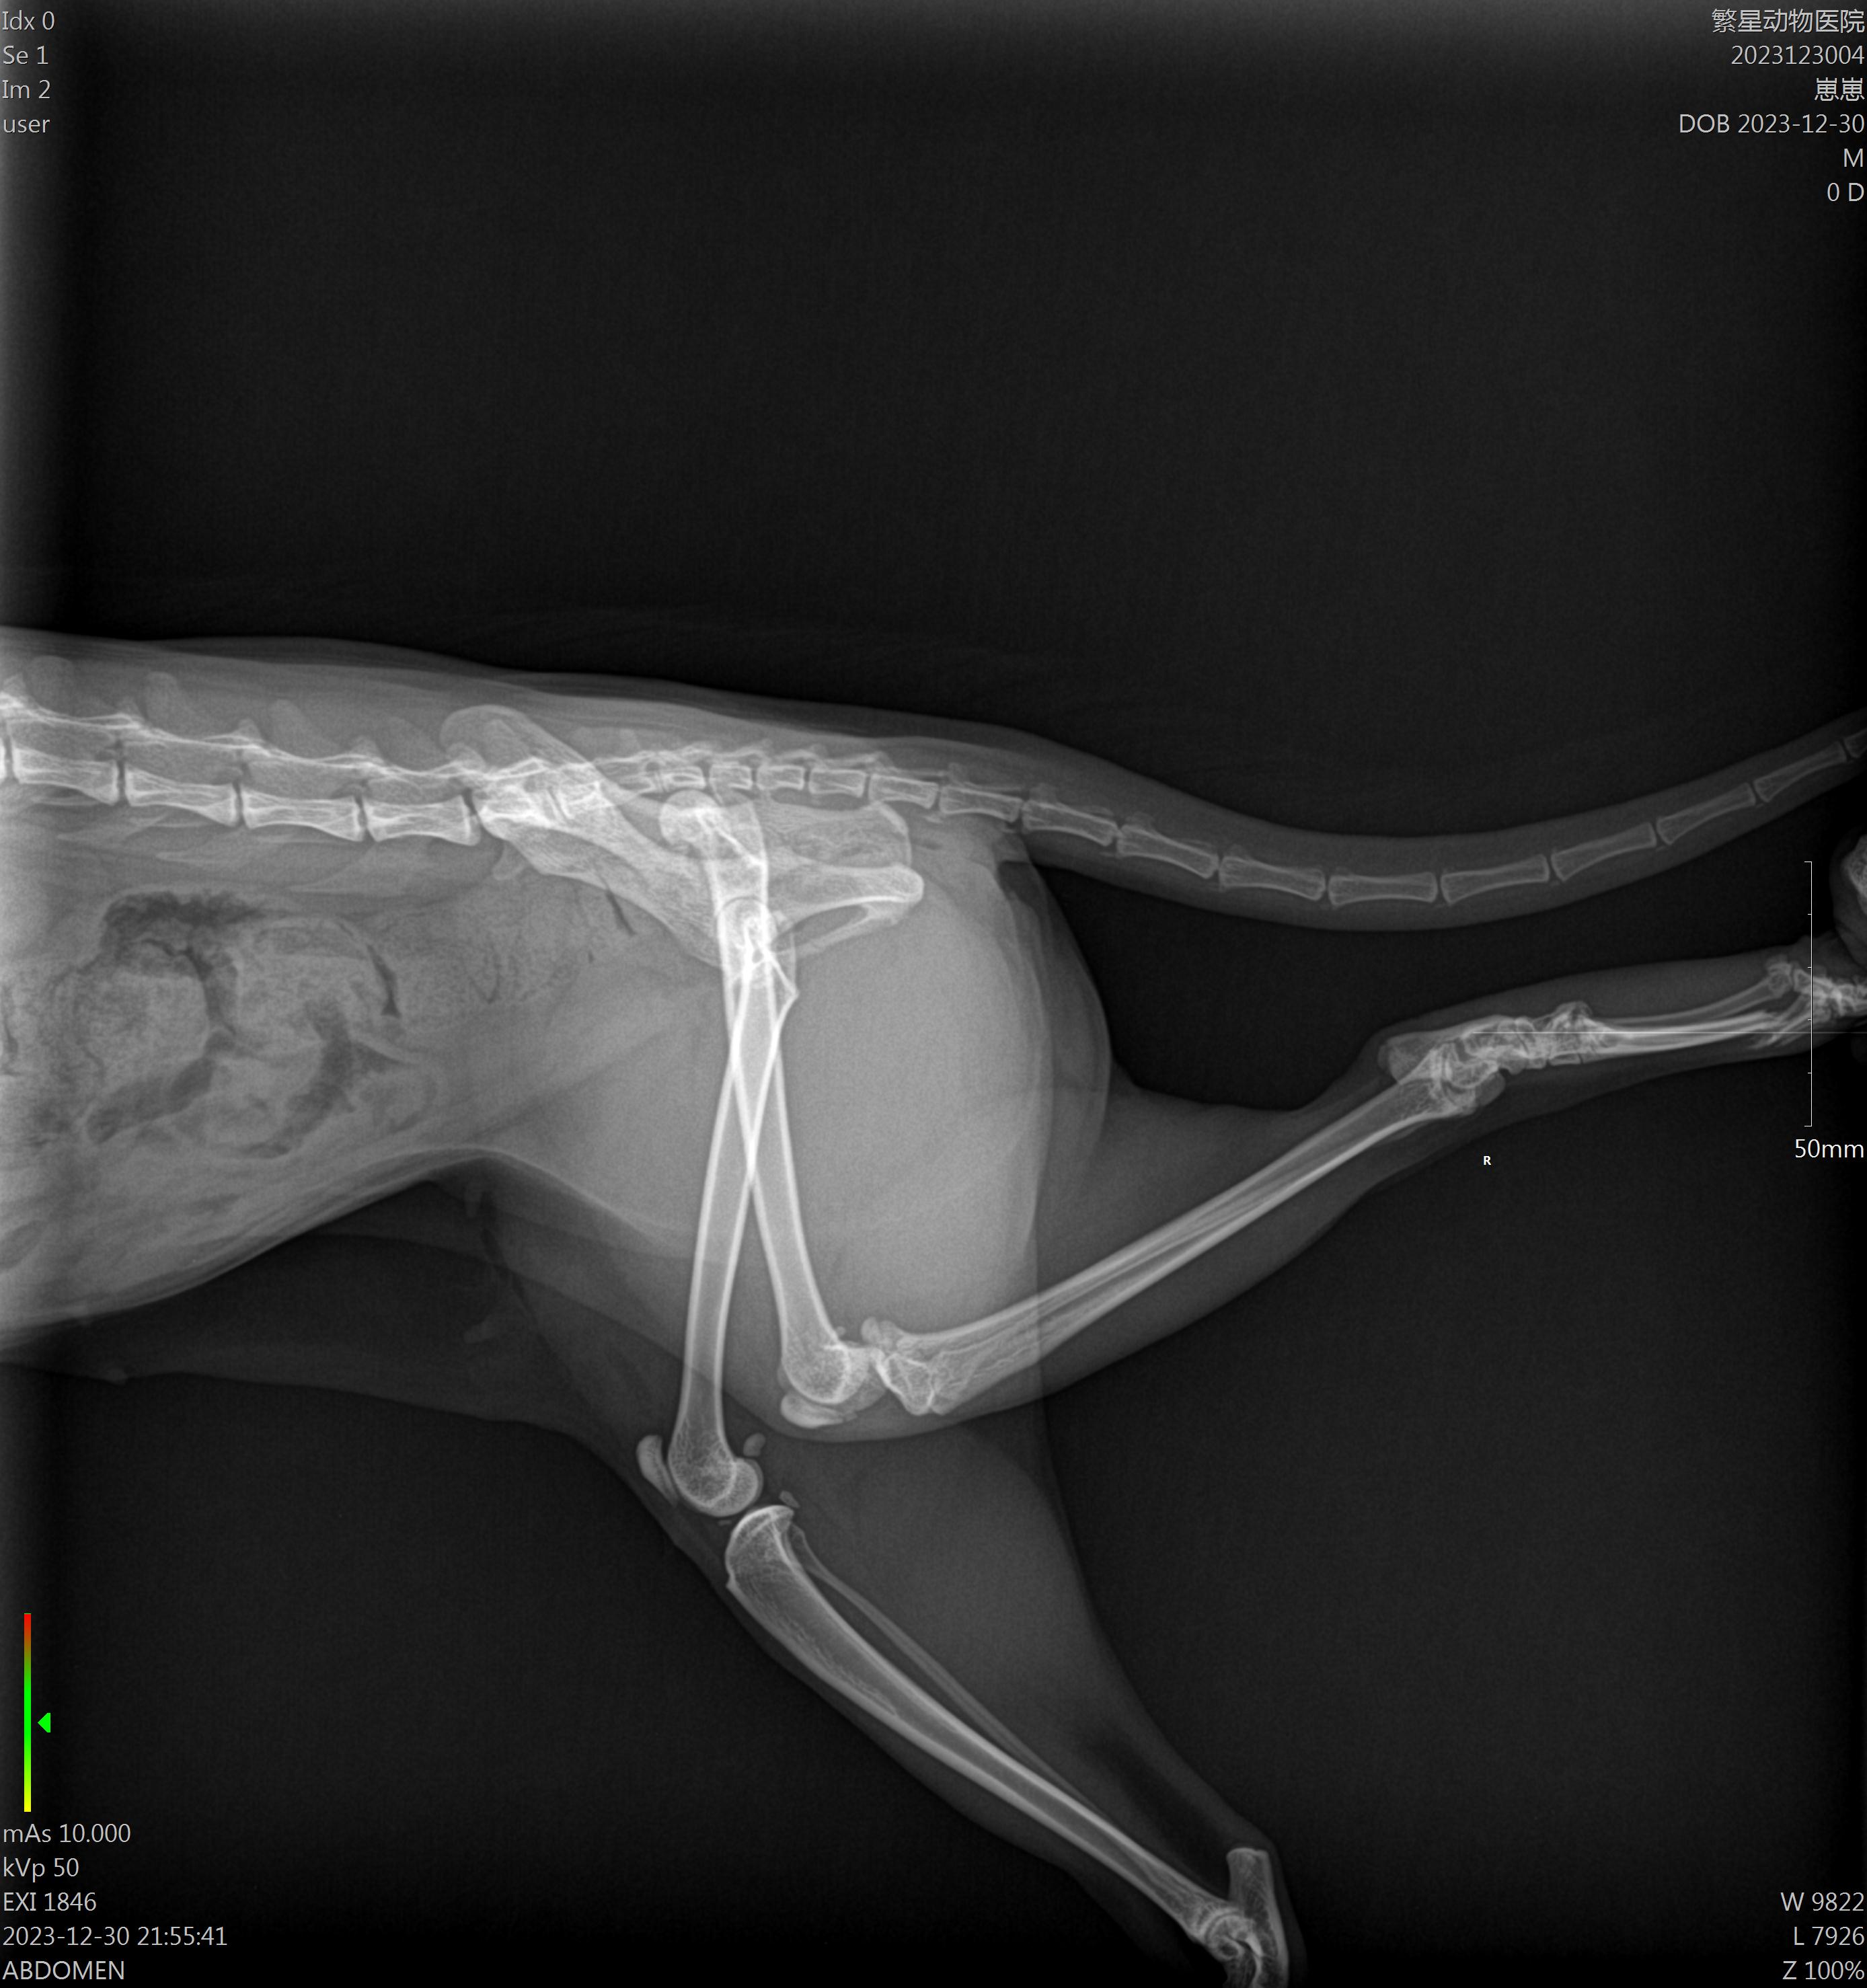 Idx 0
Se 1
Im 2
user
繁星动物医院
2023123004
崽崽
DOB 2023-12-30
M
0 D
50mm
R
mAs 10.000
kVp 50
EXI 1846
2023-12-30 21:55:41
ABDOMEN
W 9822
L 7926
Z 100%